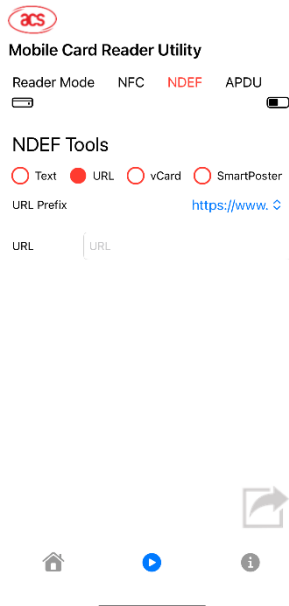 acs
Mobile Card Reader Utility
Reader Mode NFC NDEF APDU
NDEF Tools
Text URL vCard SmartPoster
URL Prefix https://www.
URL URL